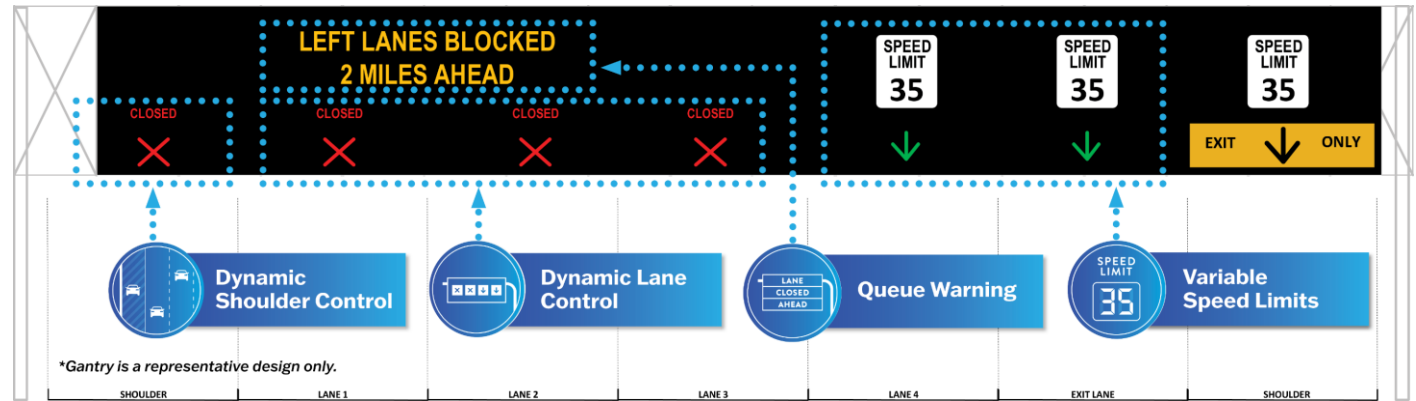 LEFT LANES BLOCKED
2 MILES AHEAD
SPEED
LIMIT
35
SPEED
LIMIT
35
SPEED
LIMIT
35
CLOSED
CLOSED
CLOSED
CLOSED
EXIT ONLY
Dynamic
Shoulder Control
Dynamic Lane
Control
LANE
CLOSED
AHEAD
Queue Warning
SPEED
LIMIT
35
Variable
Speed Limits
*Gantry is a representative design only.
SHOULDER LANE 1 LANE 2 LANE 3 LANE 4 EXIT LANE SHOULDER